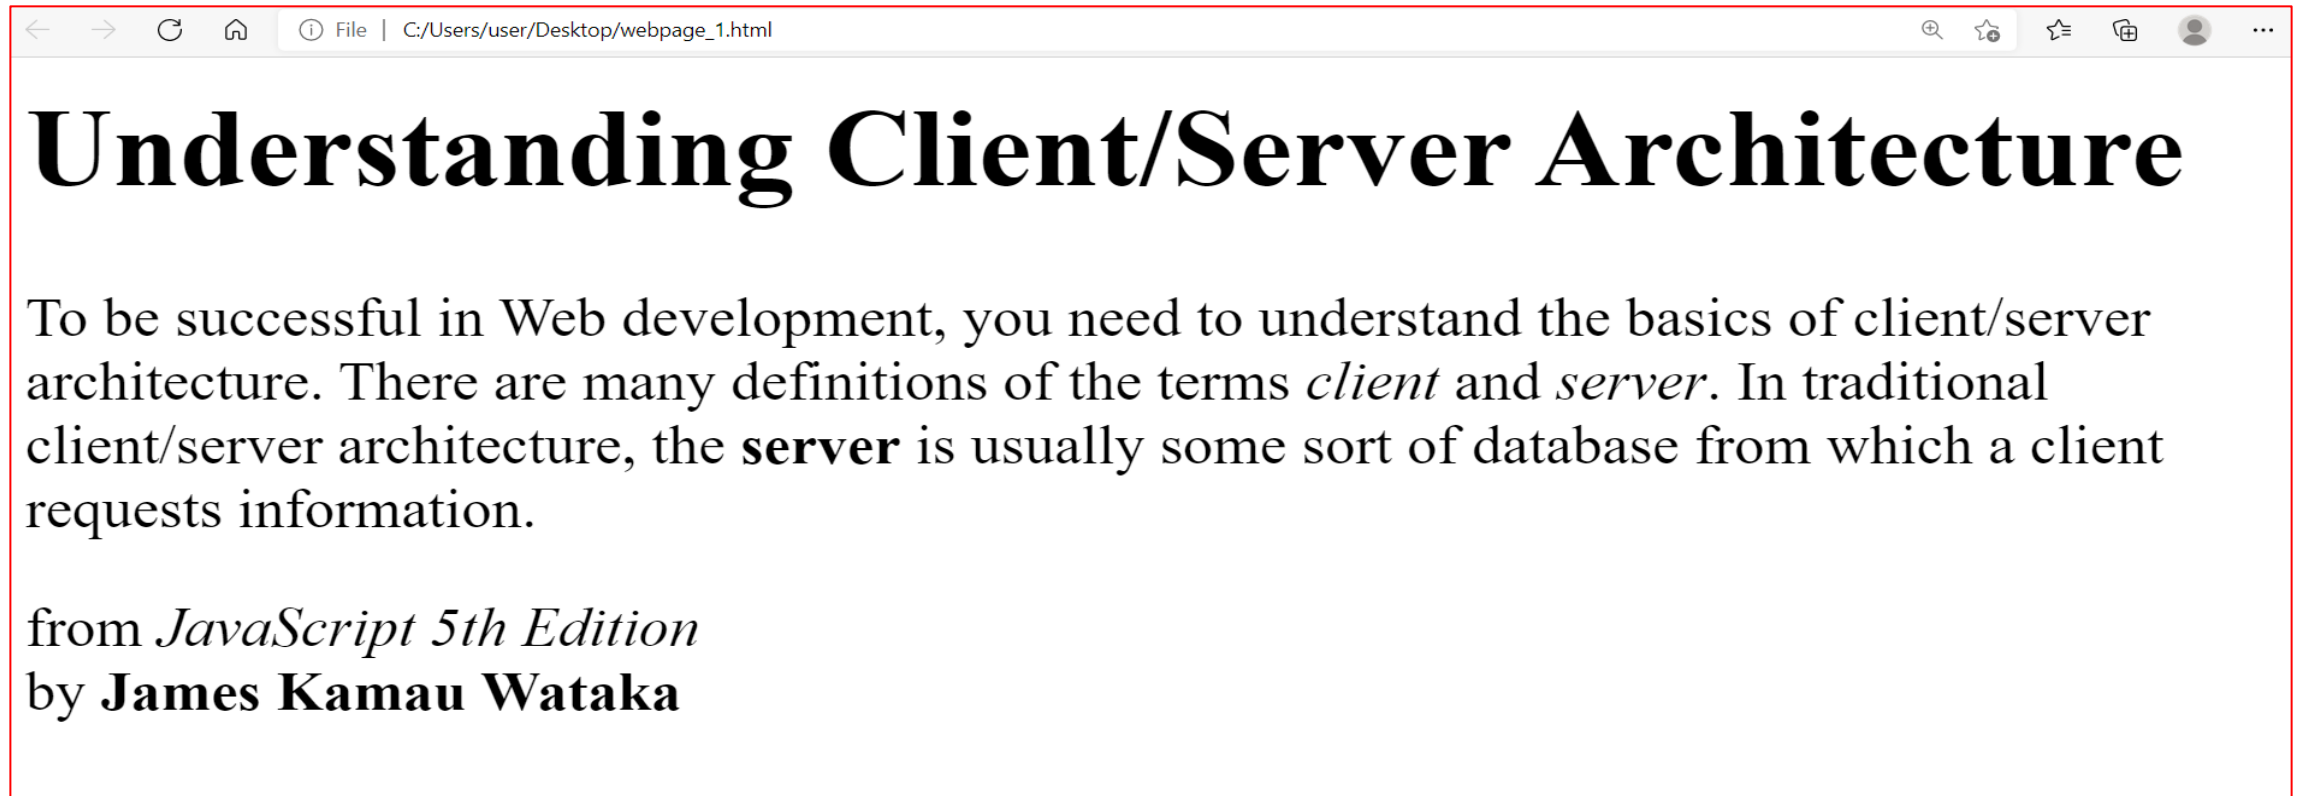 File | C:/Users/user/Desktop/webpage_1.html
Understanding Client/Server Architecture
To be successful in Web development, you need to understand the basics of client/server
architecture. There are many definitions of the terms client and server. In traditional
client/server architecture, the server is usually some sort of database from which a client
requests information.
from JavaScript 5th Edition
by James Kamau Wataka